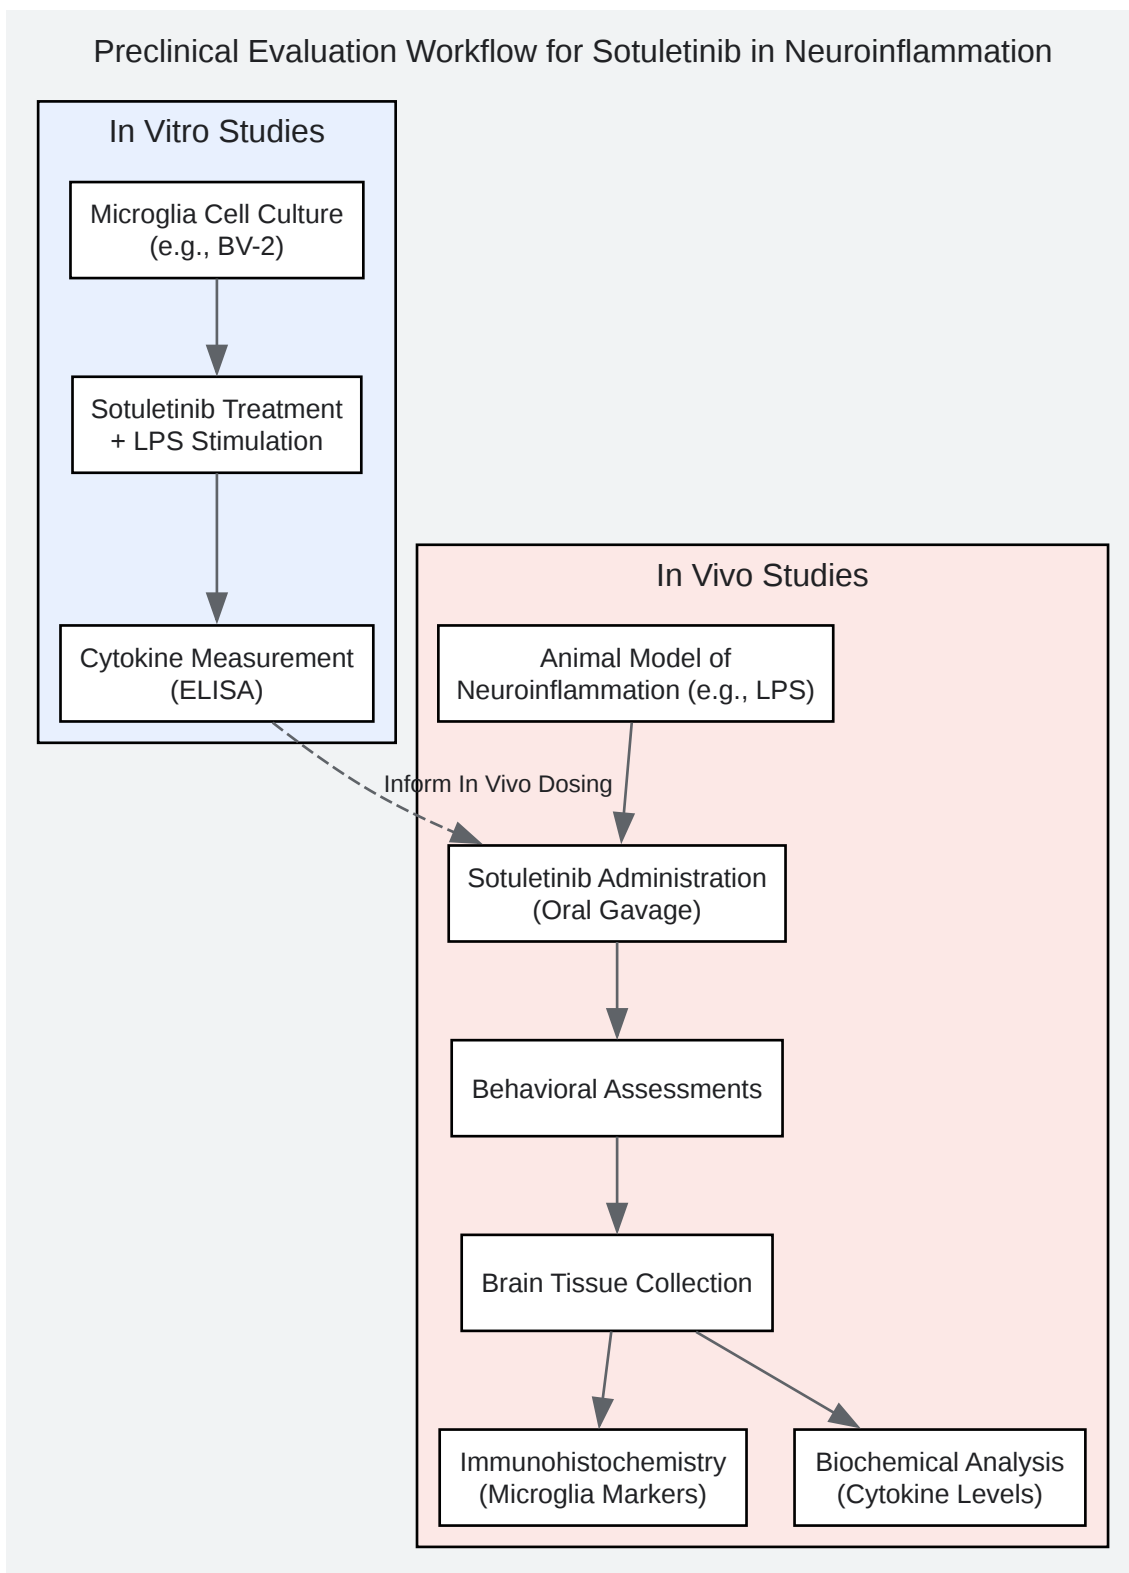 Preclinical Evaluation Workflow for Sotuletinib in Neuroinflammation
In Vitro Studies
Microglia Cell Culture
(e.g., BV-2)
Sotuletinib Treatment
+ LPS Stimulation
Cytokine Measurement
(ELISA)
In Vivo Studies
Animal Model of
Neuroinflammation (e.g., LPS)
Inform In Vivo Dosing
Sotuletinib Administration
(Oral Gavage)
Behavioral Assessments
Brain Tissue Collection
Immunohistochemistry
(Microglia Markers)
Biochemical Analysis
(Cytokine Levels)